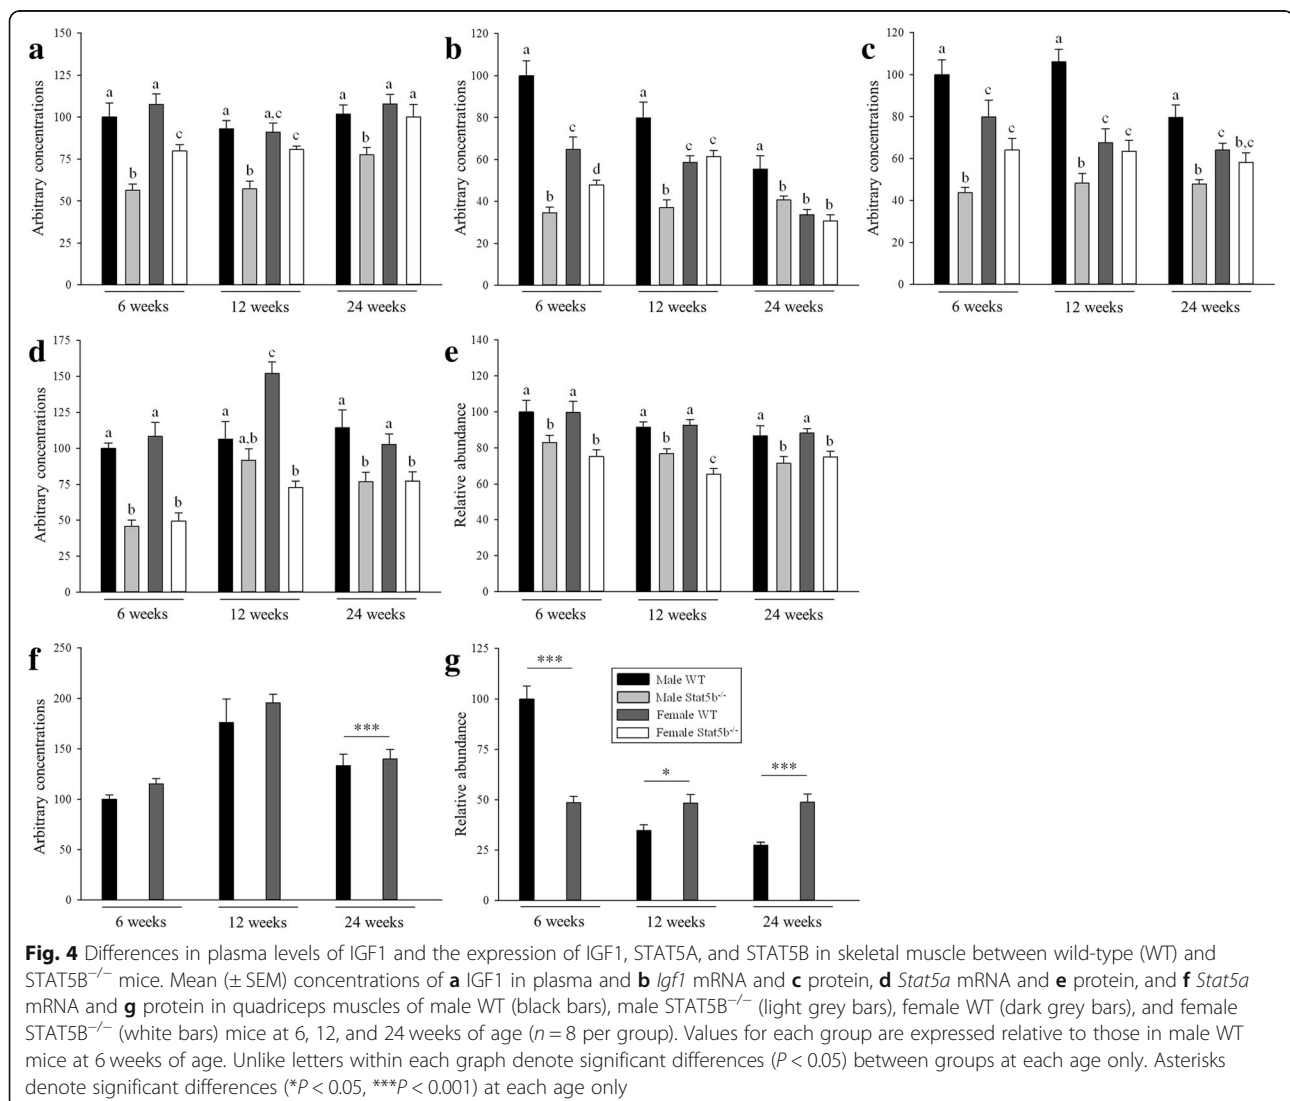 a
Arbitrary concentrations
150
125
100
75
50
25
0
a
b
a
c
a
b
a,c
c
a
b
a
a
6 weeks
12 weeks
24 weeks
b
Arbitrary concentrations
120
100
80
60
40
20
0
a
b
c
d
a
b
c
c
a
b
b
b
6 weeks
12 weeks
24 weeks
c
Arbitrary concentrations
120
100
80
60
40
20
0
a
b
c
c
a
b
c
c
a
b
c
b,c
6 weeks
12 weeks
24 weeks
d
Arbitrary concentrations
175
150
125
100
75
50
25
0
a
b
a
b
a
a,b
c
b
a
b
a
b
6 weeks
12 weeks
24 weeks
e
Relative abundance
140
120
100
80
60
40
20
0
a
b
a
b
a
b
a
c
a
b
a
b
6 weeks
12 weeks
24 weeks
f
Arbitrary concentrations
250
200
150
100
50
0
***
6 weeks
12 weeks
24 weeks
g
Relative abundance
125
100
75
50
25
0
***
*
***
Male WT
Male Stat5b-/-
Female WT
Female Stat5b-/-
6 weeks
12 weeks
24 weeks
Fig. 4 Differences in plasma levels of IGF1 and the expression of IGF1, STAT5A, and STAT5B in skeletal muscle between wild-type (WT) and
STAT5B−/− mice. Mean (± SEM) concentrations of a IGF1 in plasma and b Igf1 mRNA and c protein, d Stat5a mRNA and e protein, and f Stat5a
mRNA and g protein in quadriceps muscles of male WT (black bars), male STAT5B−/− (light grey bars), female WT (dark grey bars), and female
STAT5B−/− (white bars) mice at 6, 12, and 24 weeks of age (n = 8 per group). Values for each group are expressed relative to those in male WT
mice at 6 weeks of age. Unlike letters within each graph denote significant differences (P < 0.05) between groups at each age only. Asterisks
denote significant differences (*P < 0.05, ***P < 0.001) at each age only